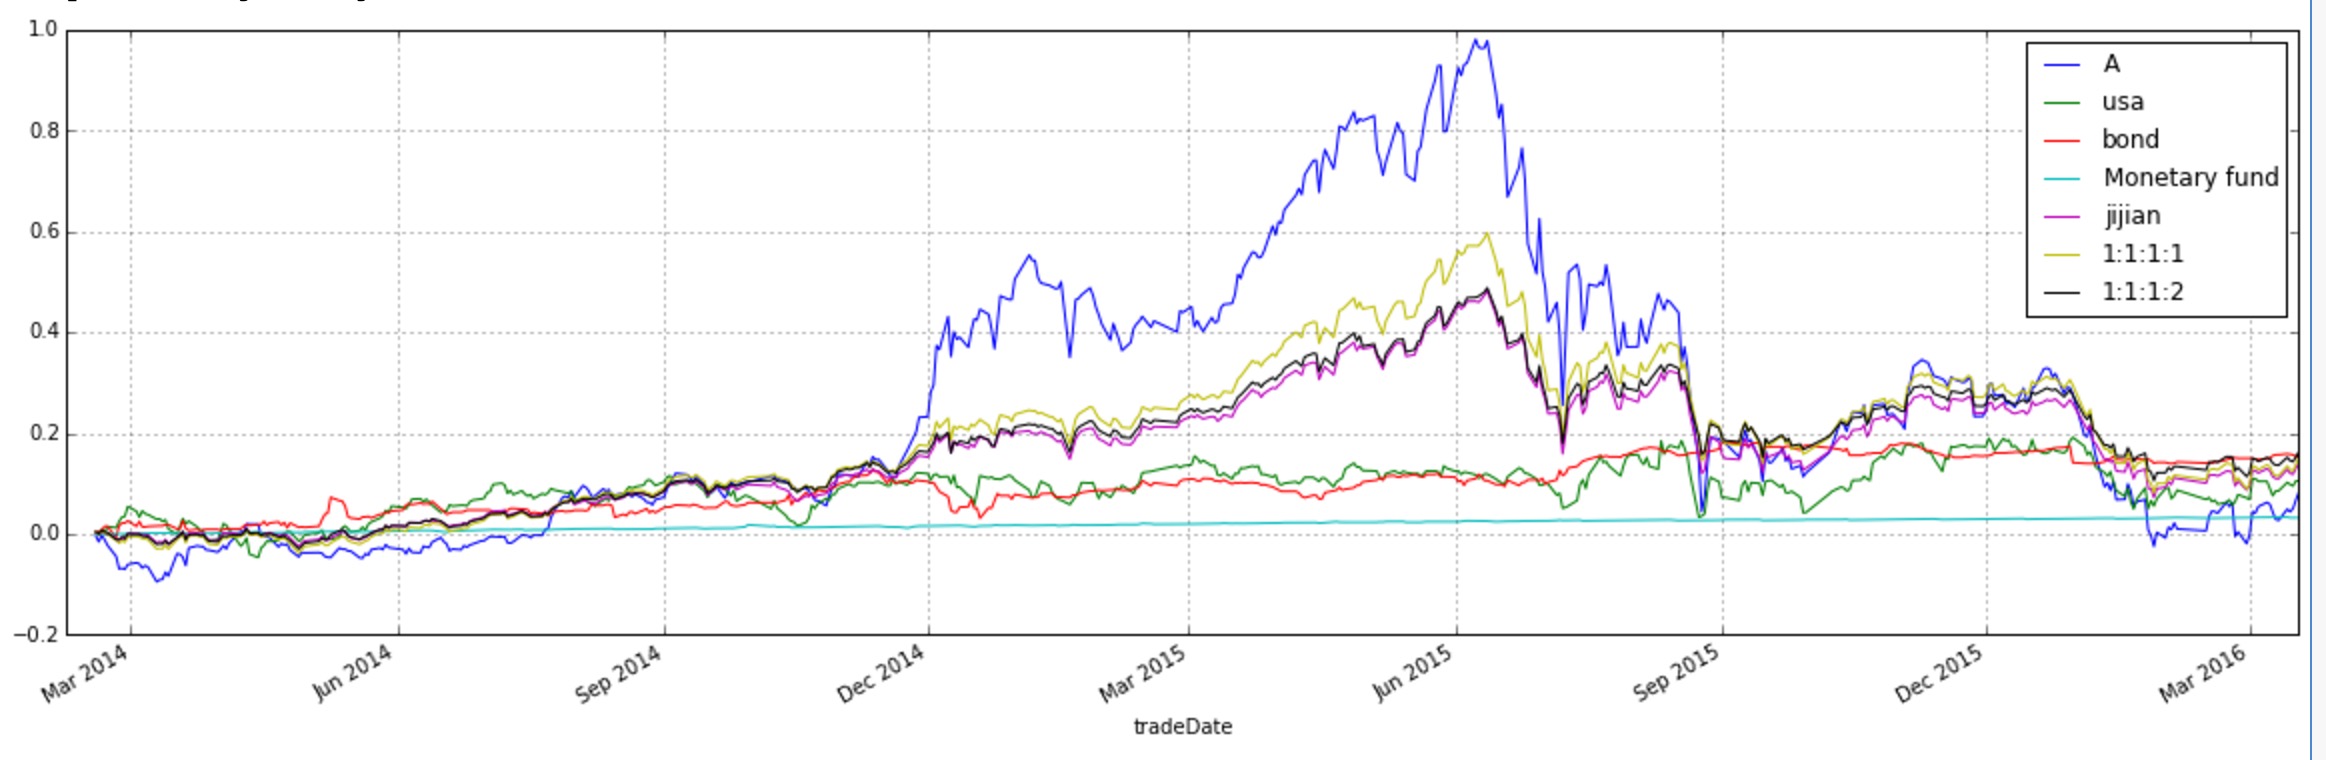 1.0
0.8
0.6
0.4
0.2
0.0
−0.2
A
usa
bond
Monetary fund
jijian
1:1:1:1
1:1:1:2
Mar 2014
Jun 2014
Sep 2014
Dec 2014
Mar 2015
Jun 2015
Sep 2015
Dec 2015
Mar 2016
tradeDate